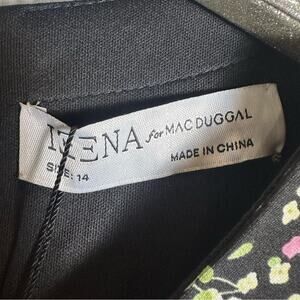 IEENA for MAC DUGGAL
SIZE: 14
MADE IN CHINA